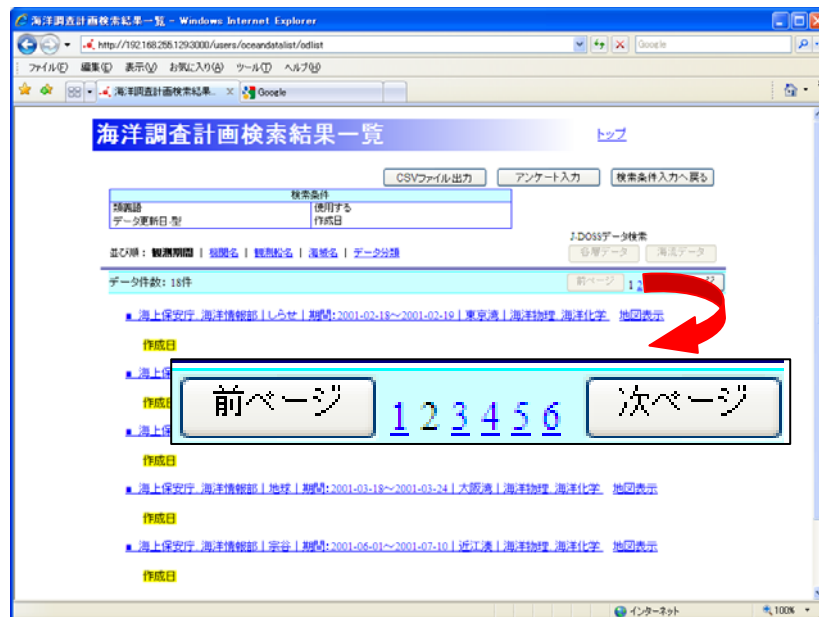 海洋調査計画検索結果一覧 - Windows Internet Explorer
http://192.168.255.129:3000/users/oceandatalist/odlist
Google
ファイル(F) 編集(E) 表示(V) お気に入り(A) ツール(T) ヘルプ(H)
海洋調査計画検索結果... Google
海洋調査計画検索結果一覧 トップ
CSVファイル出力 アンケート入力 検索条件入力へ戻る
検索条件
類義語 使用する
データ更新日-型 作成日
J-DOSSデータ検索
並び順: 観測期間 | 機関名 | 観測船名 | 海域名 | データ分類 各層データ 海流データ
データ件数: 18件 前ページ 1 2
■ 海上保安庁 海洋情報部 | しらせ | 期間:2001-02-18~2001-02-19 | 東京湾 | 海洋物理 海洋化学 地図表示
作成日
■ 海上保
作成
前ページ 1 2 3 4 5 6 次ページ
■ 海上保
作成日
■ 海上保安庁 海洋情報部 | 地球 | 期間:2001-03-18~2001-03-24 | 大阪湾 | 海洋物理 海洋化学 地図表示
作成日
■ 海上保安庁 海洋情報部 | 宗谷 | 期間:2001-06-01~2001-07-10 | 近江湾 | 海洋物理 海洋化学 地図表示
作成日
インターネット 100%